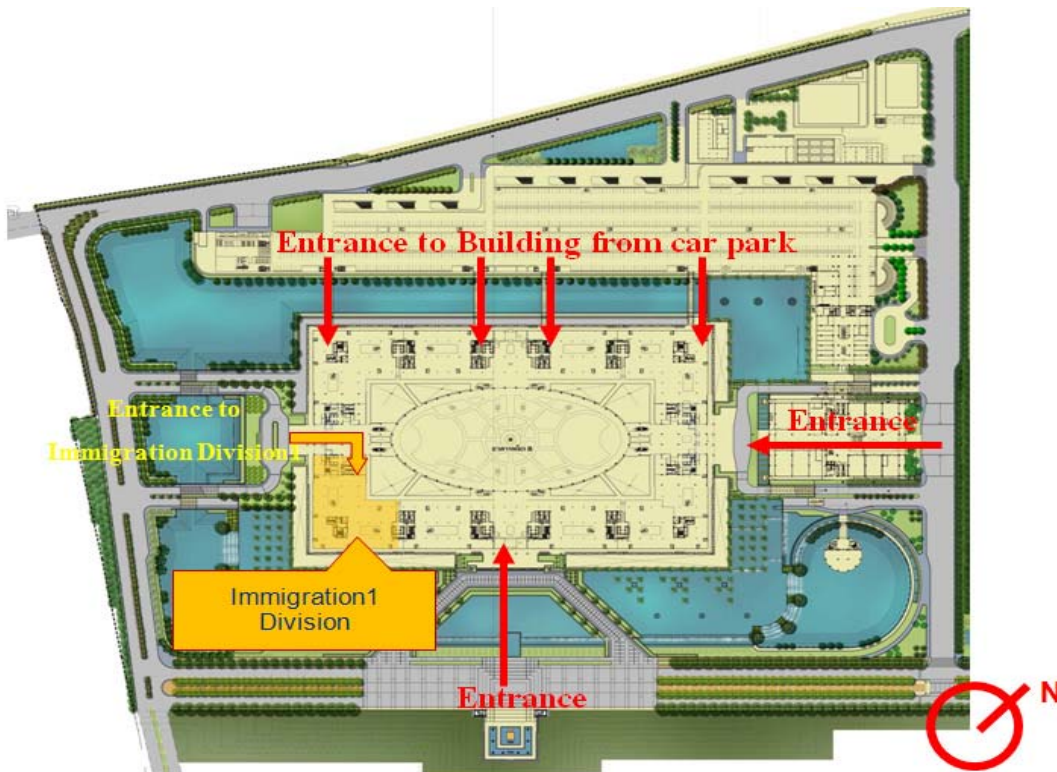 Entrance to Building from car park
Entrance to
Immigration Division1
Entrance
Immigration1
Division
Entrance
N